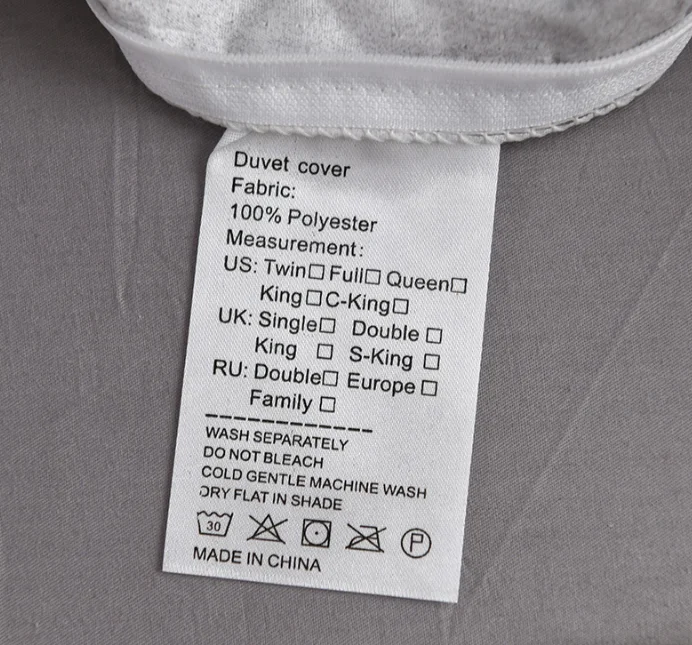 Duvet cover
Fabric:
100% Polyester
Measurement:
US: Twin☐ Full☐ Queen☐
King☐ C-King☐
UK: Single☐ Double ☐
King ☐ S-King ☐
RU: Double☐ Europe ☐
Family ☐
WASH SEPARATELY
DO NOT BLEACH
COLD GENTLE MACHINE WASH
DRY FLAT IN SHADE
30 P
MADE IN CHINA